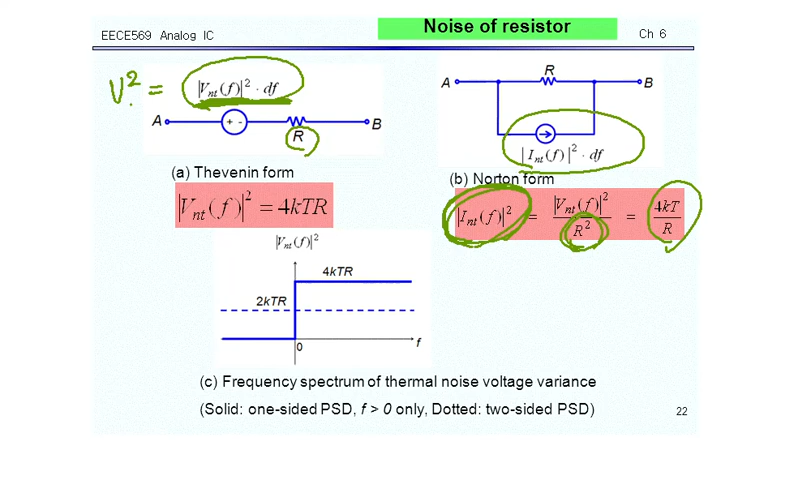 Noise of resistor
EECE569 Analog IC
Ch 6
V.² = |Vnt(f)|² · df
A + - R B
A R B
|Int(f)|² · df
(a) Thevenin form
(b) Norton form
|Vnt(f)|² = 4kTR
|Int(f)|² = |Vnt(f)|² / R² = 4kT / R
|Vnt(f)|²
4kTR
2kTR
0
f
(c) Frequency spectrum of thermal noise voltage variance
(Solid: one-sided PSD, f > 0 only, Dotted: two-sided PSD)
22